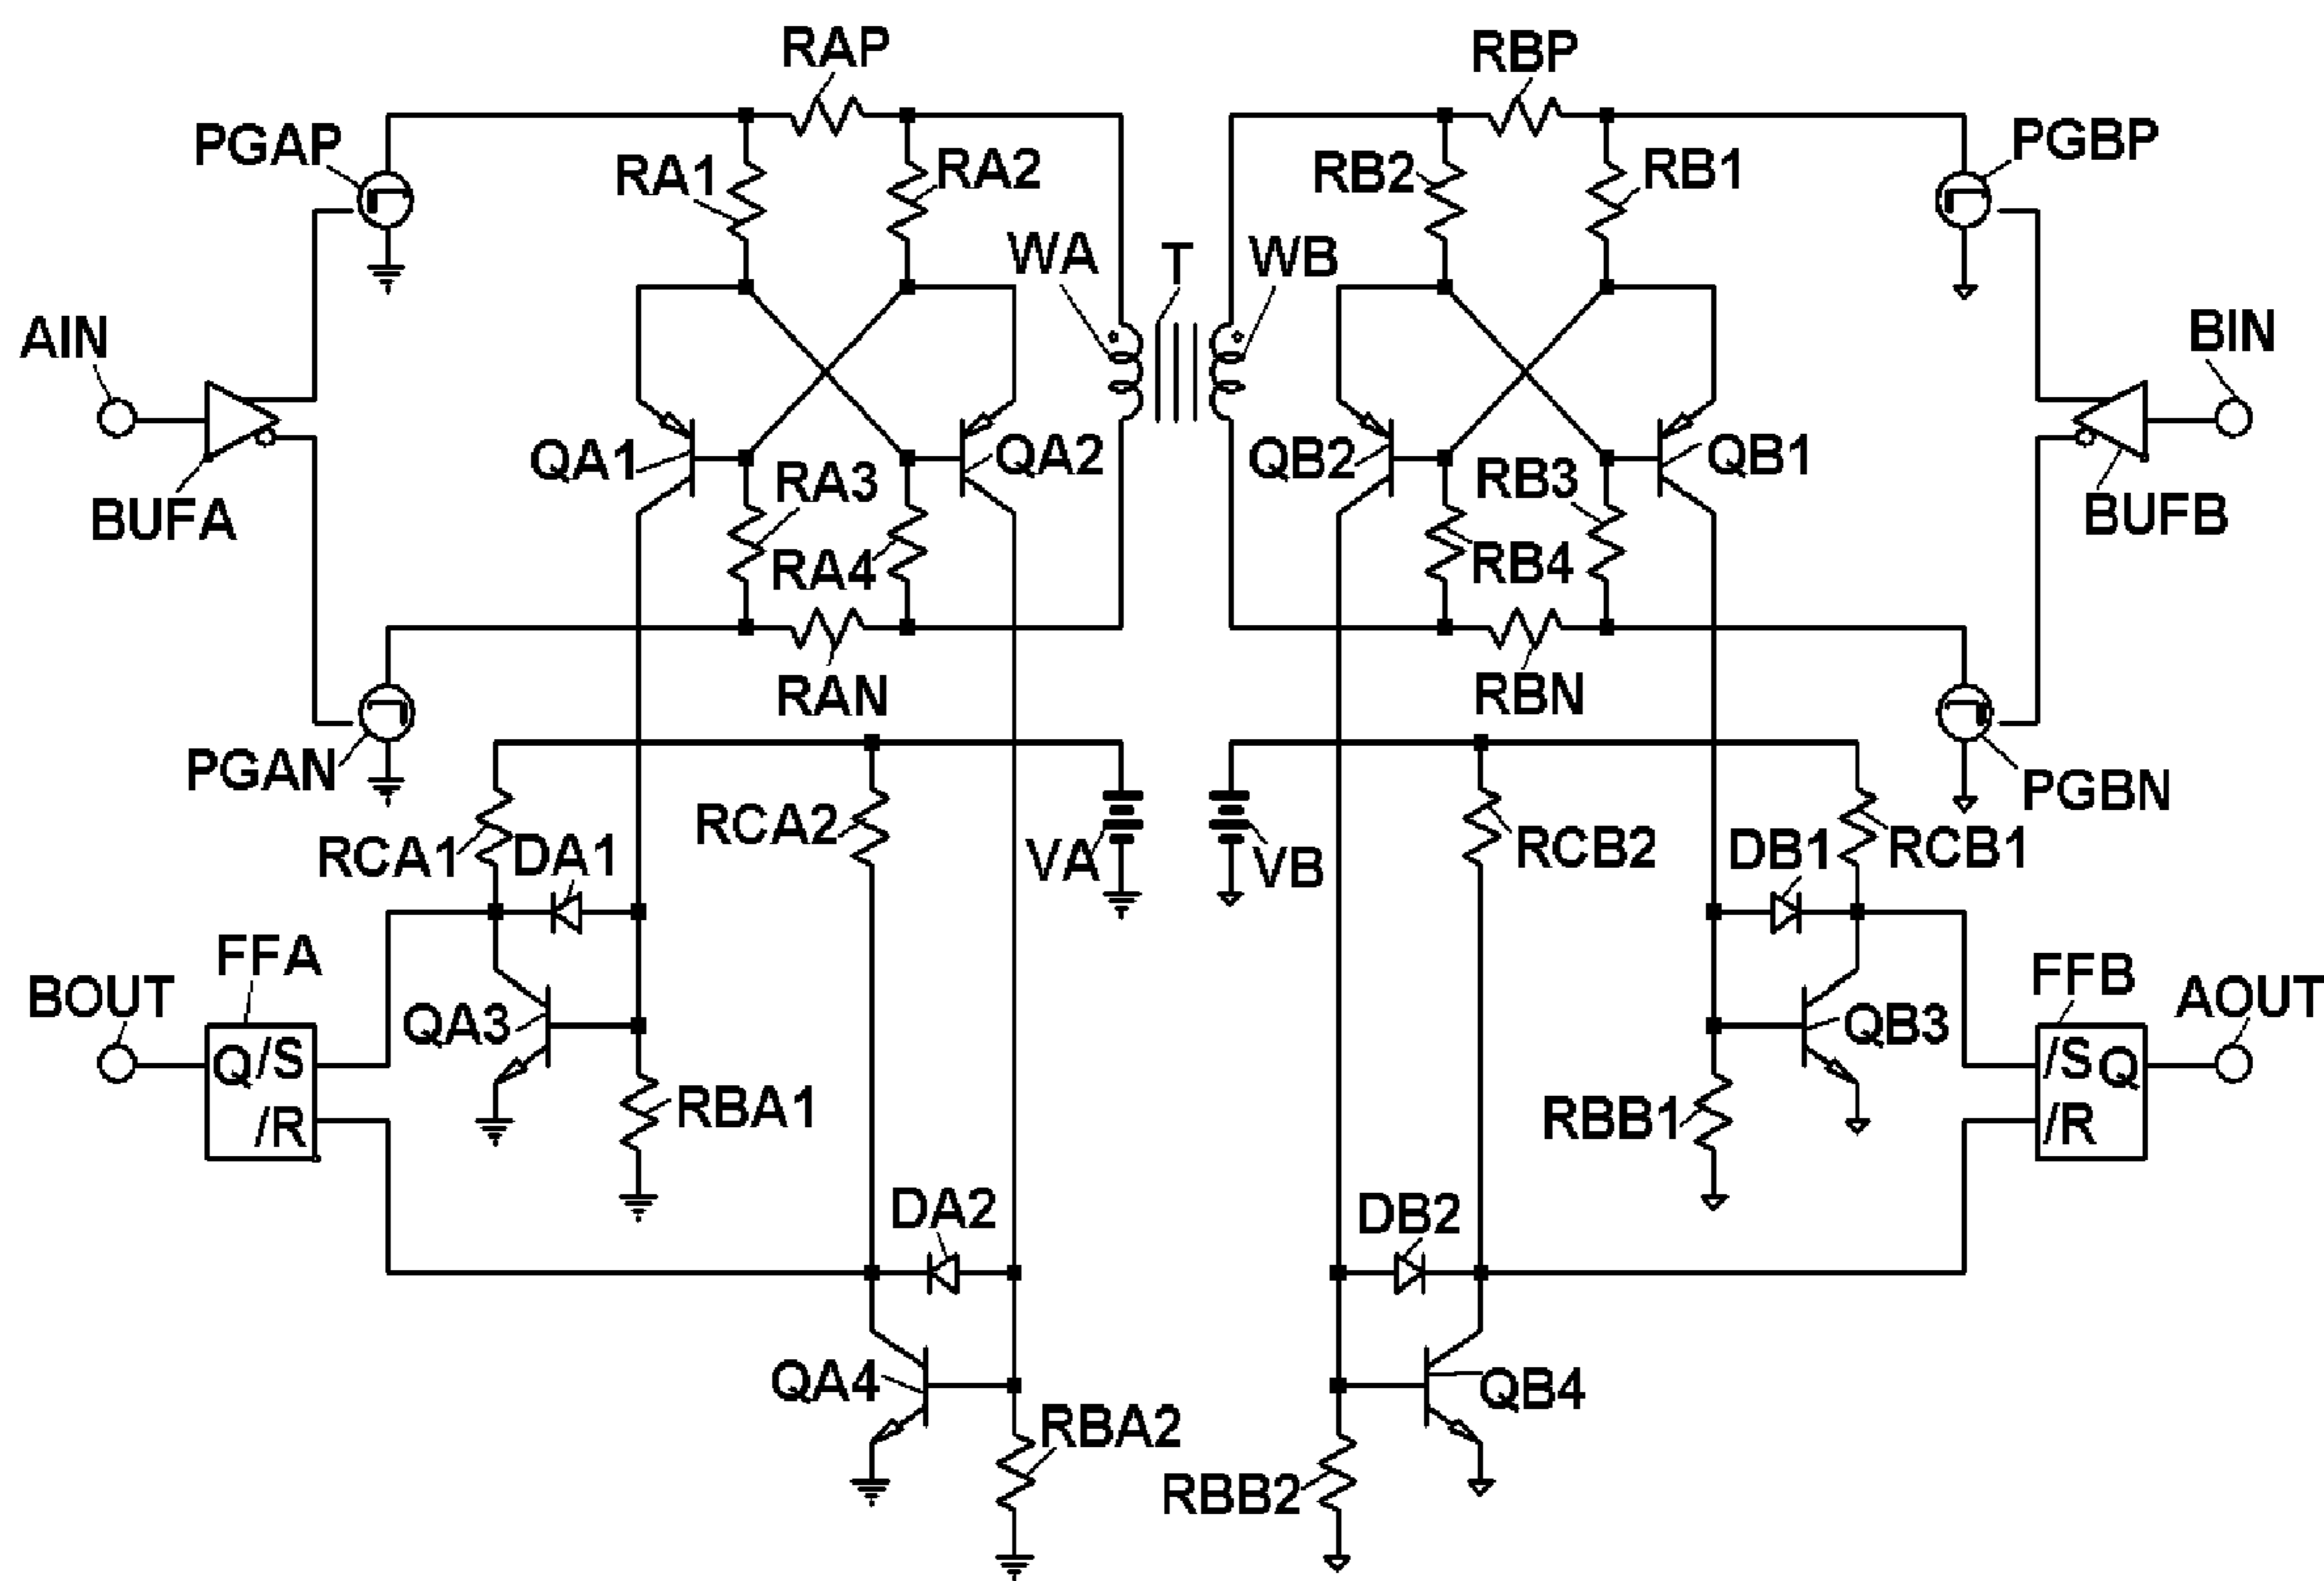 RAP
RBP
PGAP
PGBP
RA1
RA2
RB2
RB1
WA
T
WB
AIN
BIN
QA1
QA2
QB2
QB1
RA3
RB3
BUFA
BUFB
RA4
RB4
RAN
RBN
PGAN
PGBN
RCA2
RCA1
DA1
VA
VB
RCB2
DB1
RCB1
FFA
FFB
BOUT
AOUT
QA3
QB3
Q /S
/R
/S Q
/R
RBA1
RBB1
DA2
DB2
QA4
QB4
RBA2
RBB2